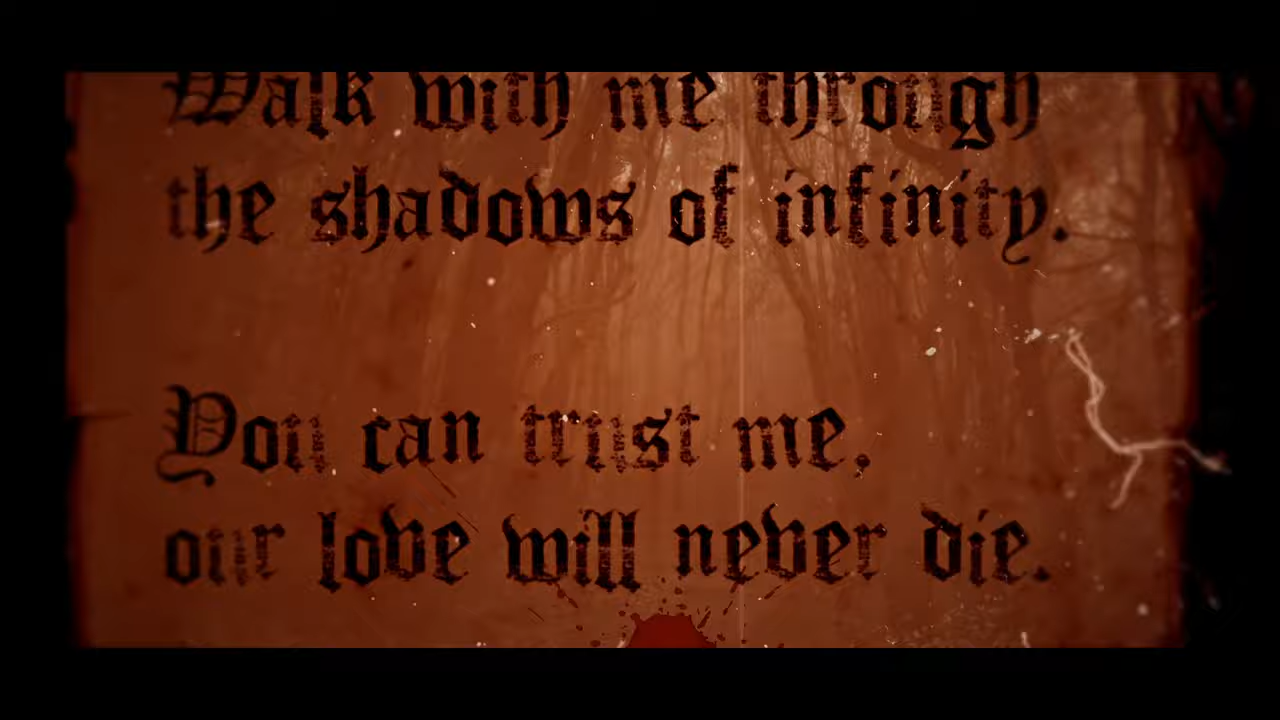 Walk with me through
the shadows of infinity.
You can trust me,
our love will never die.